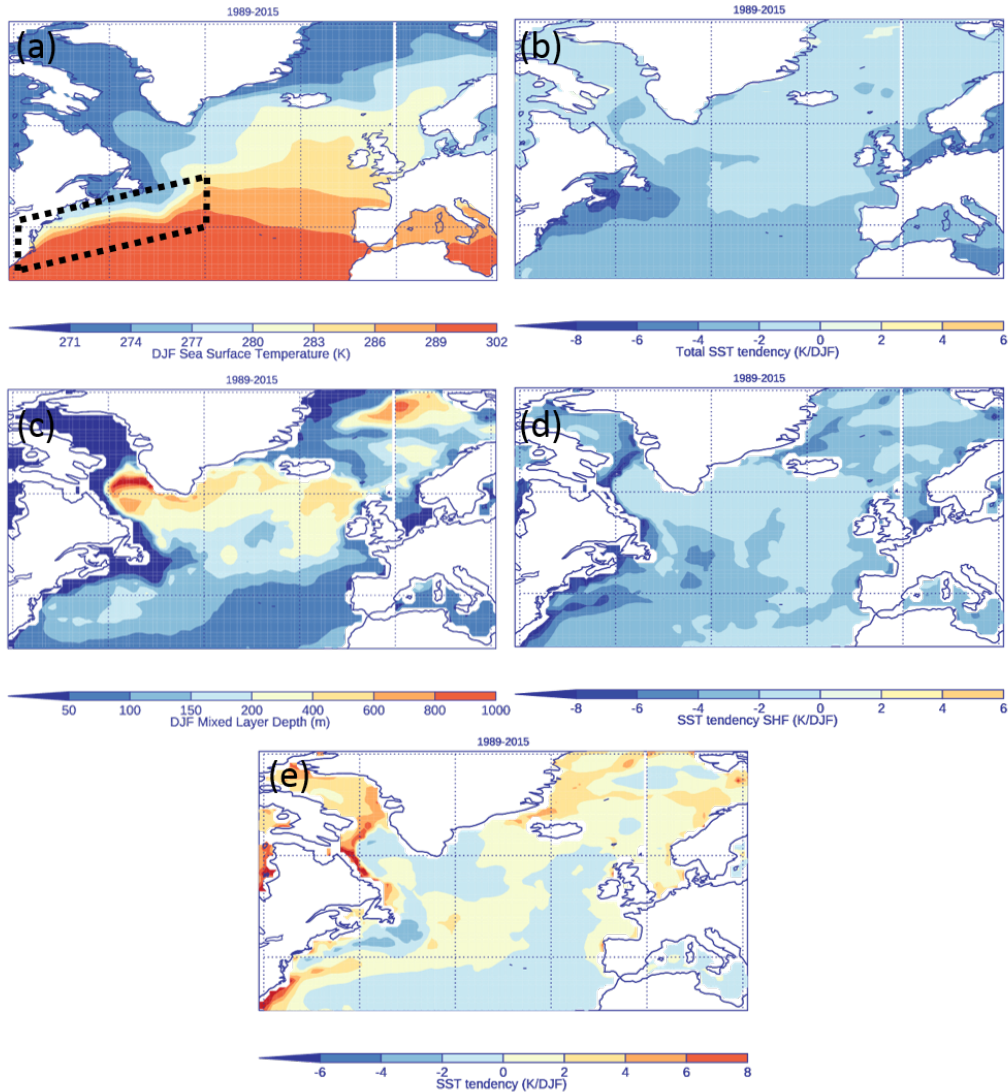 1989-2015
(a)
271 274 277 280 283 286 289 302
DJF Sea Surface Temperature (K)
1989-2015
(b)
-8 -6 -4 -2 0 2 4 6
Total SST tendency (K/DJF)
1989-2015
(c)
50 100 150 200 400 600 800 1000
DJF Mixed Layer Depth (m)
1989-2015
(d)
-8 -6 -4 -2 0 2 4 6
SST tendency SHF (K/DJF)
1989-2015
(e)
-6 -4 -2 0 2 4 6 8
SST tendency (K/DJF)